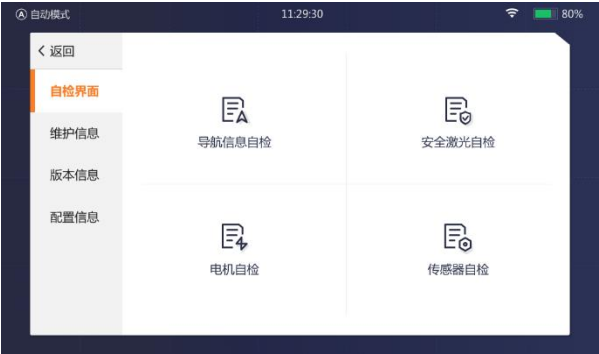 自动模式
11:29:30
80%
返回
自检界面
维护信息
版本信息
配置信息
导航信息自检
安全激光自检
电机自检
传感器自检